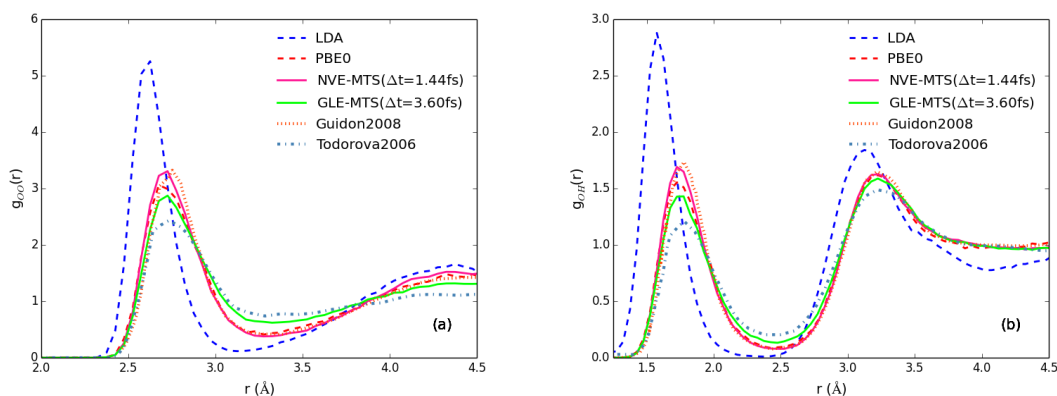 6
5
4
3
2
1
0
2.0
2.5
3.0
3.5
4.0
4.5
r (Å)
g_OO(r)
LDA
PBE0
NVE-MTS(Δt=1.44fs)
GLE-MTS(Δt=3.60fs)
Guidon2008
Todorova2006
(a)
3.0
2.5
2.0
1.5
1.0
0.5
0.0
1.5
2.0
2.5
3.0
3.5
4.0
4.5
r (Å)
g_OH(r)
LDA
PBE0
NVE-MTS(Δt=1.44fs)
GLE-MTS(Δt=3.60fs)
Guidon2008
Todorova2006
(b)